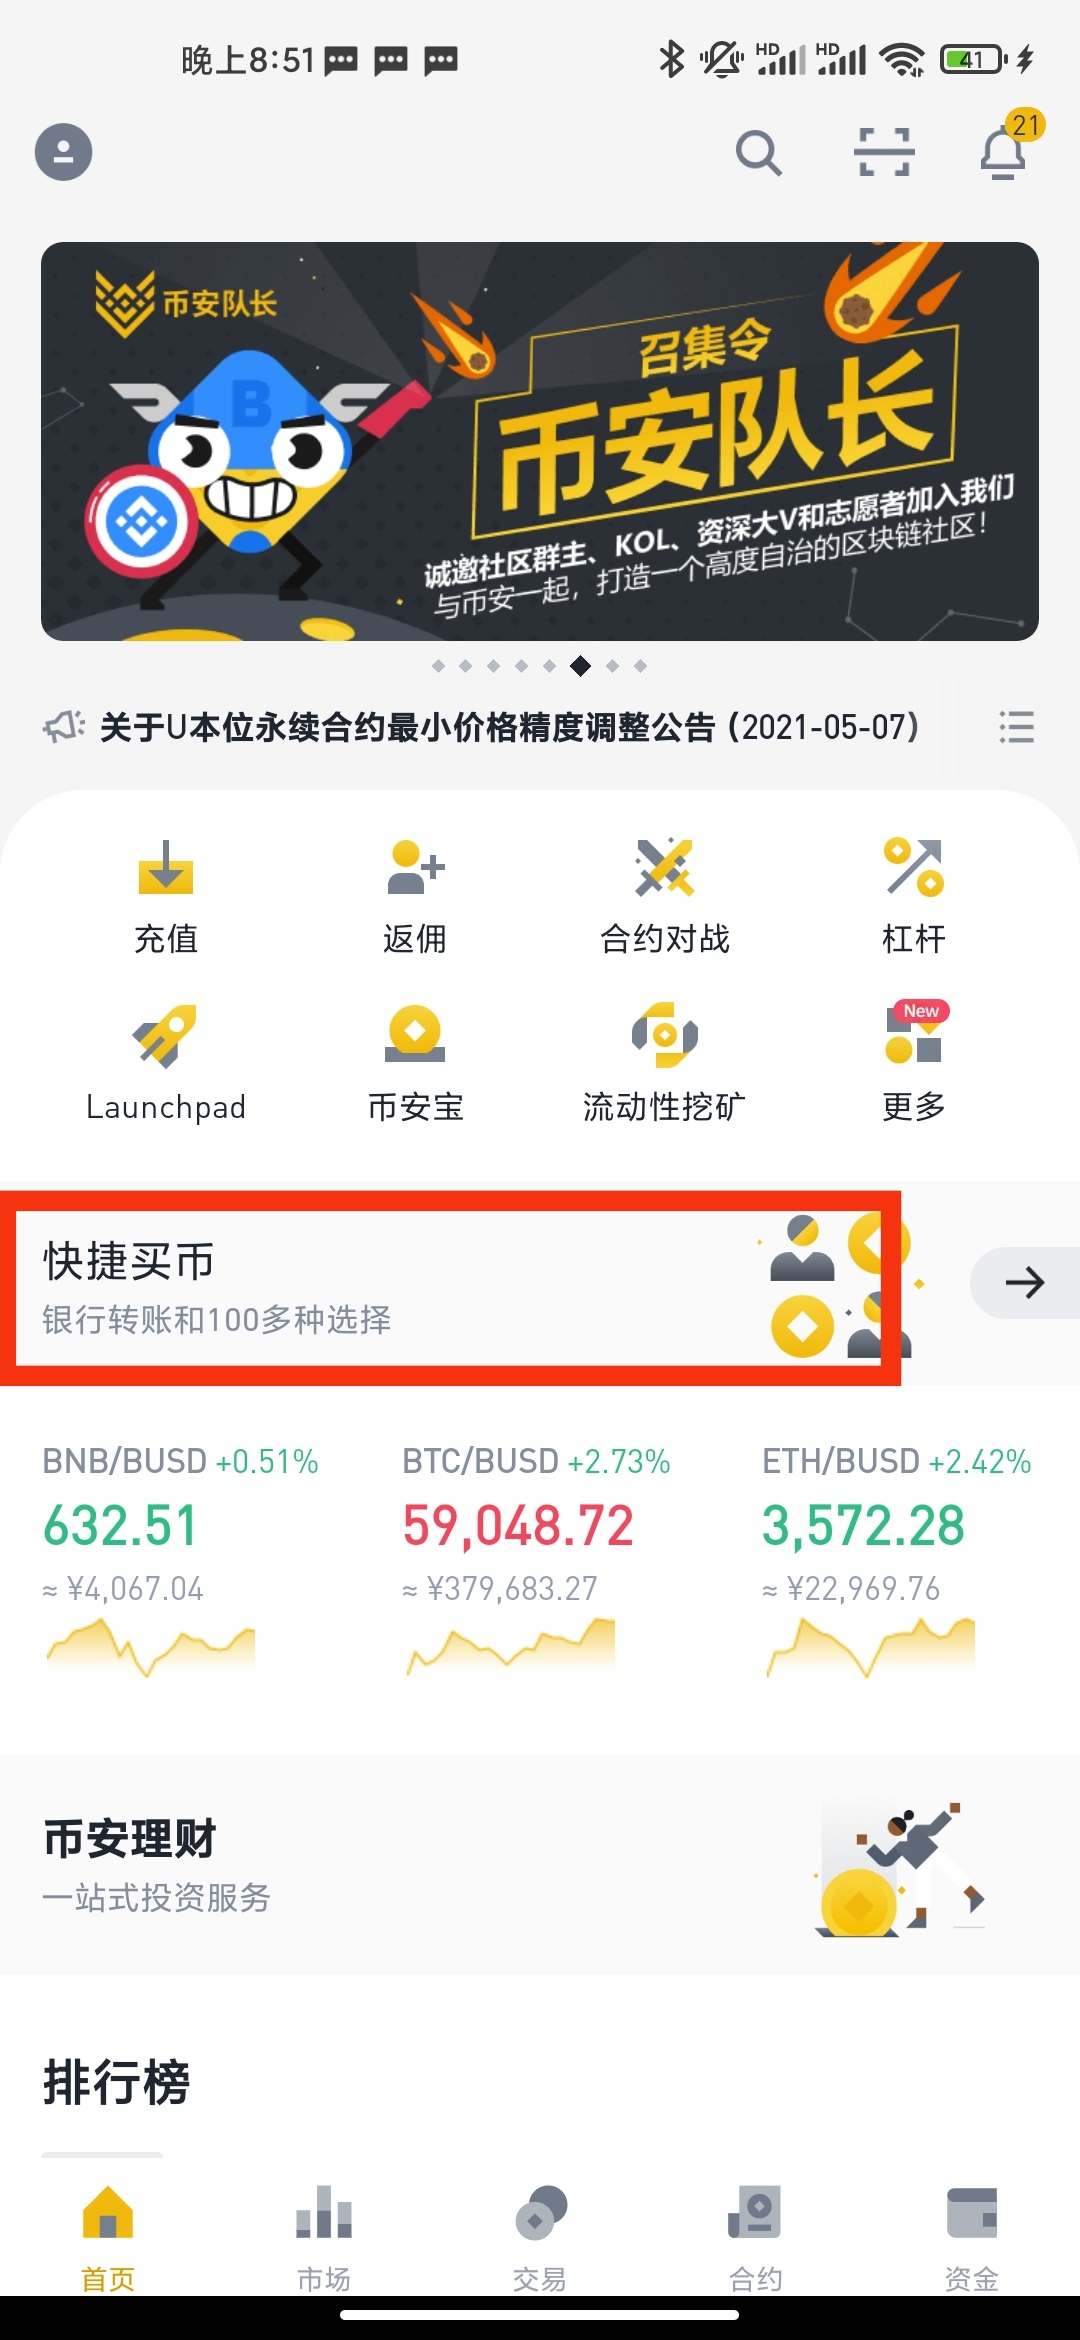 晚上8:51
HD HD 41
21
币安队长
召集令
币安队长
诚邀社区群主、KOL、资深大V和志愿者加入我们
与币安一起，打造一个高度自治的区块链社区！
关于U本位永续合约最小价格精度调整公告 (2021-05-07)
充值 返佣 合约对战 杠杆
New
Launchpad 币安宝 流动性挖矿 更多
快捷买币
银行转账和100多种选择
BNB/BUSD +0.51% BTC/BUSD +2.73% ETH/BUSD +2.42%
632.51 59,048.72 3,572.28
≈ ¥4,067.04 ≈ ¥379,683.27 ≈ ¥22,969.76
币安理财
一站式投资服务
排行榜
首页 市场 交易 合约 资金